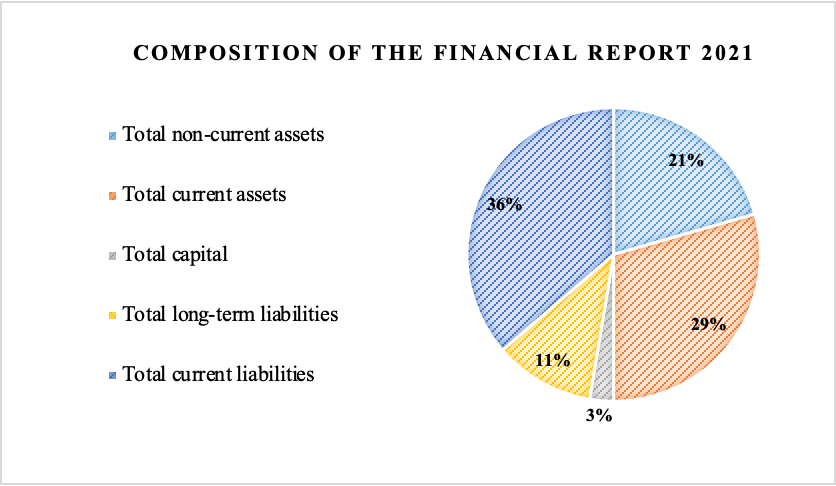 COMPOSITION OF THE FINANCIAL REPORT 2021
Total non-current assets
Total current assets
Total capital
Total long-term liabilities
Total current liabilities
21%
29%
3%
11%
36%